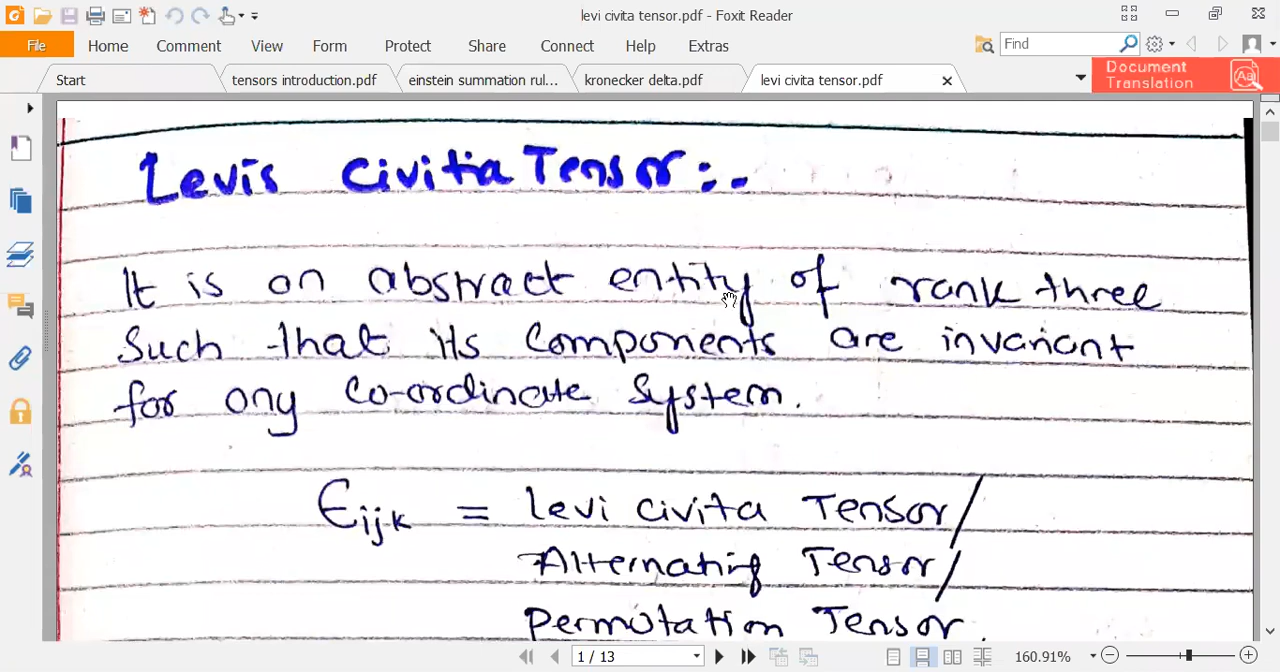 levi civita tensor.pdf - Foxit Reader
File Home Comment View Form Protect Share Connect Help Extras Find
Start tensors introduction.pdf einstein summation rul... kronecker delta.pdf levi civita tensor.pdf
Document
Translation
Levis Civita Tensor:-
It is an abstract entity of rank three
Such that its components are invariant
for any co-ordinate system.
Єijk = levi civita Tensor/
Alternating Tensor/
Permutation Tensor.
1 / 13 160.91%